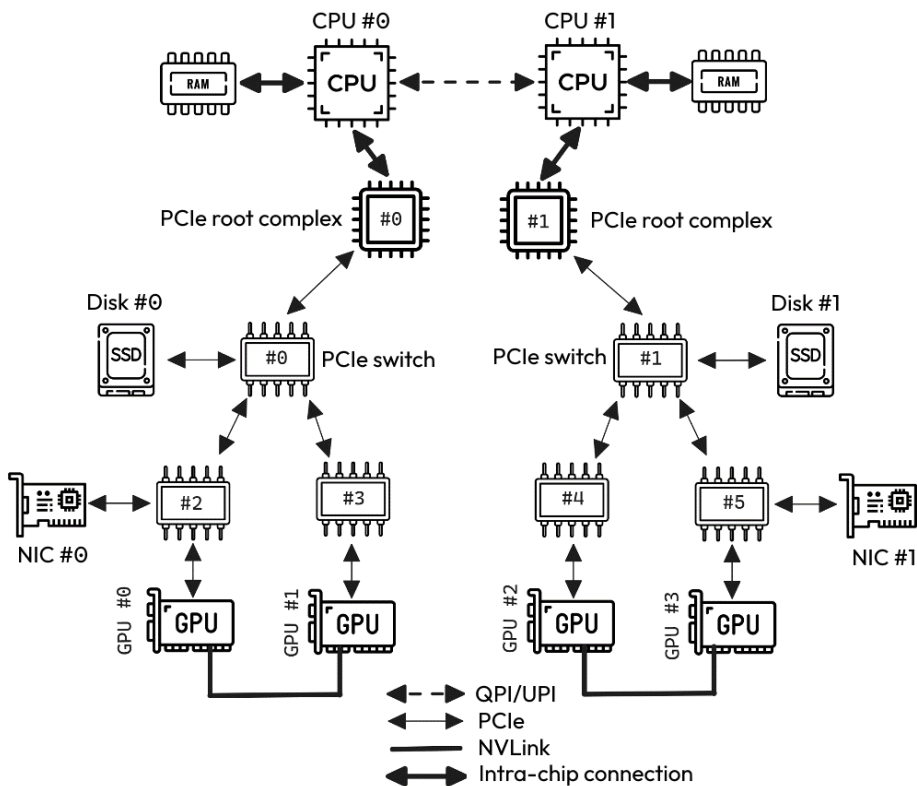 CPU #0
CPU #1
RAM
CPU
CPU
RAM
PCIe root complex
#0
#1
PCIe root complex
Disk #0
Disk #1
SSD
#0
PCIe switch
PCIe switch
#1
SSD
#2
#3
#4
#5
NIC #0
NIC #1
GPU #0
GPU
GPU #1
GPU
GPU #2
GPU
GPU #3
GPU
QPI/UPI
PCIe
NVLink
Intra-chip connection